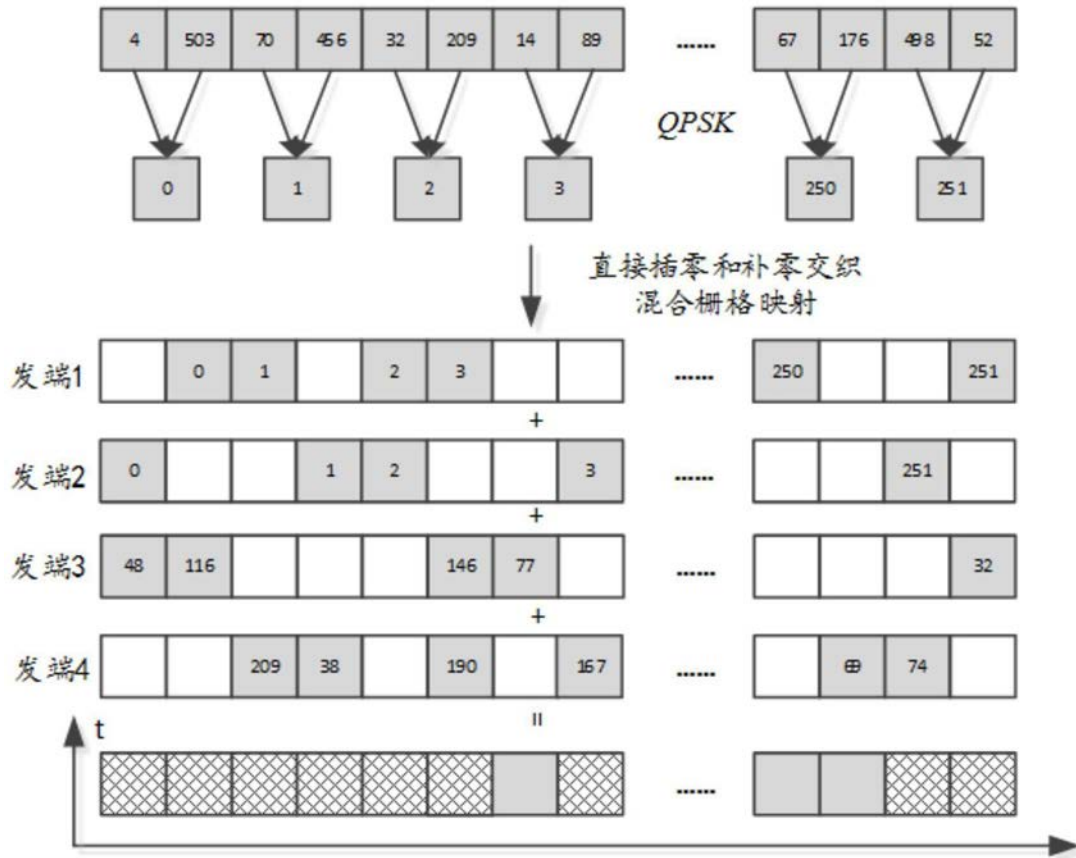 4 503 70 456 32 209 14 89 ...... 67 176 498 52
QPSK
0 1 2 3 250 251
直接插零和补零交织
混合栅格映射
发端1 0 1 2 3 ...... 250 251
+
发端2 0 1 2 3 ...... 251
+
发端3 48 116 146 77 ...... 32
+
发端4 209 38 190 167 ...... 74
=
t
......